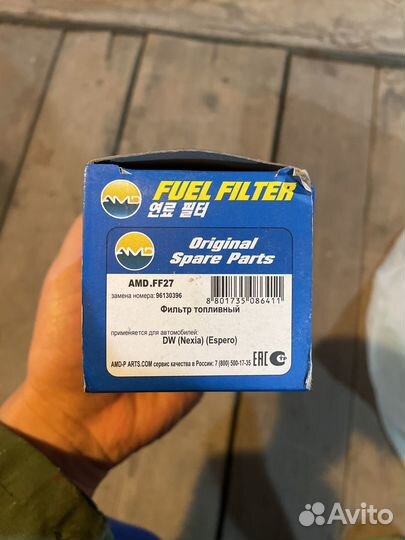 AMD
FUEL FILTER
연료 필터
AMD
Original
Spare Parts
AMD.FF27
замена номера: 96130396
8 801735 086411
Фильтр топливный
применяется для автомобилей:
DW (Nexia) (Espero)
AMD-P ARTS.COM сервис качества в России: 7 (800) 500-17-35
EAC
Avito